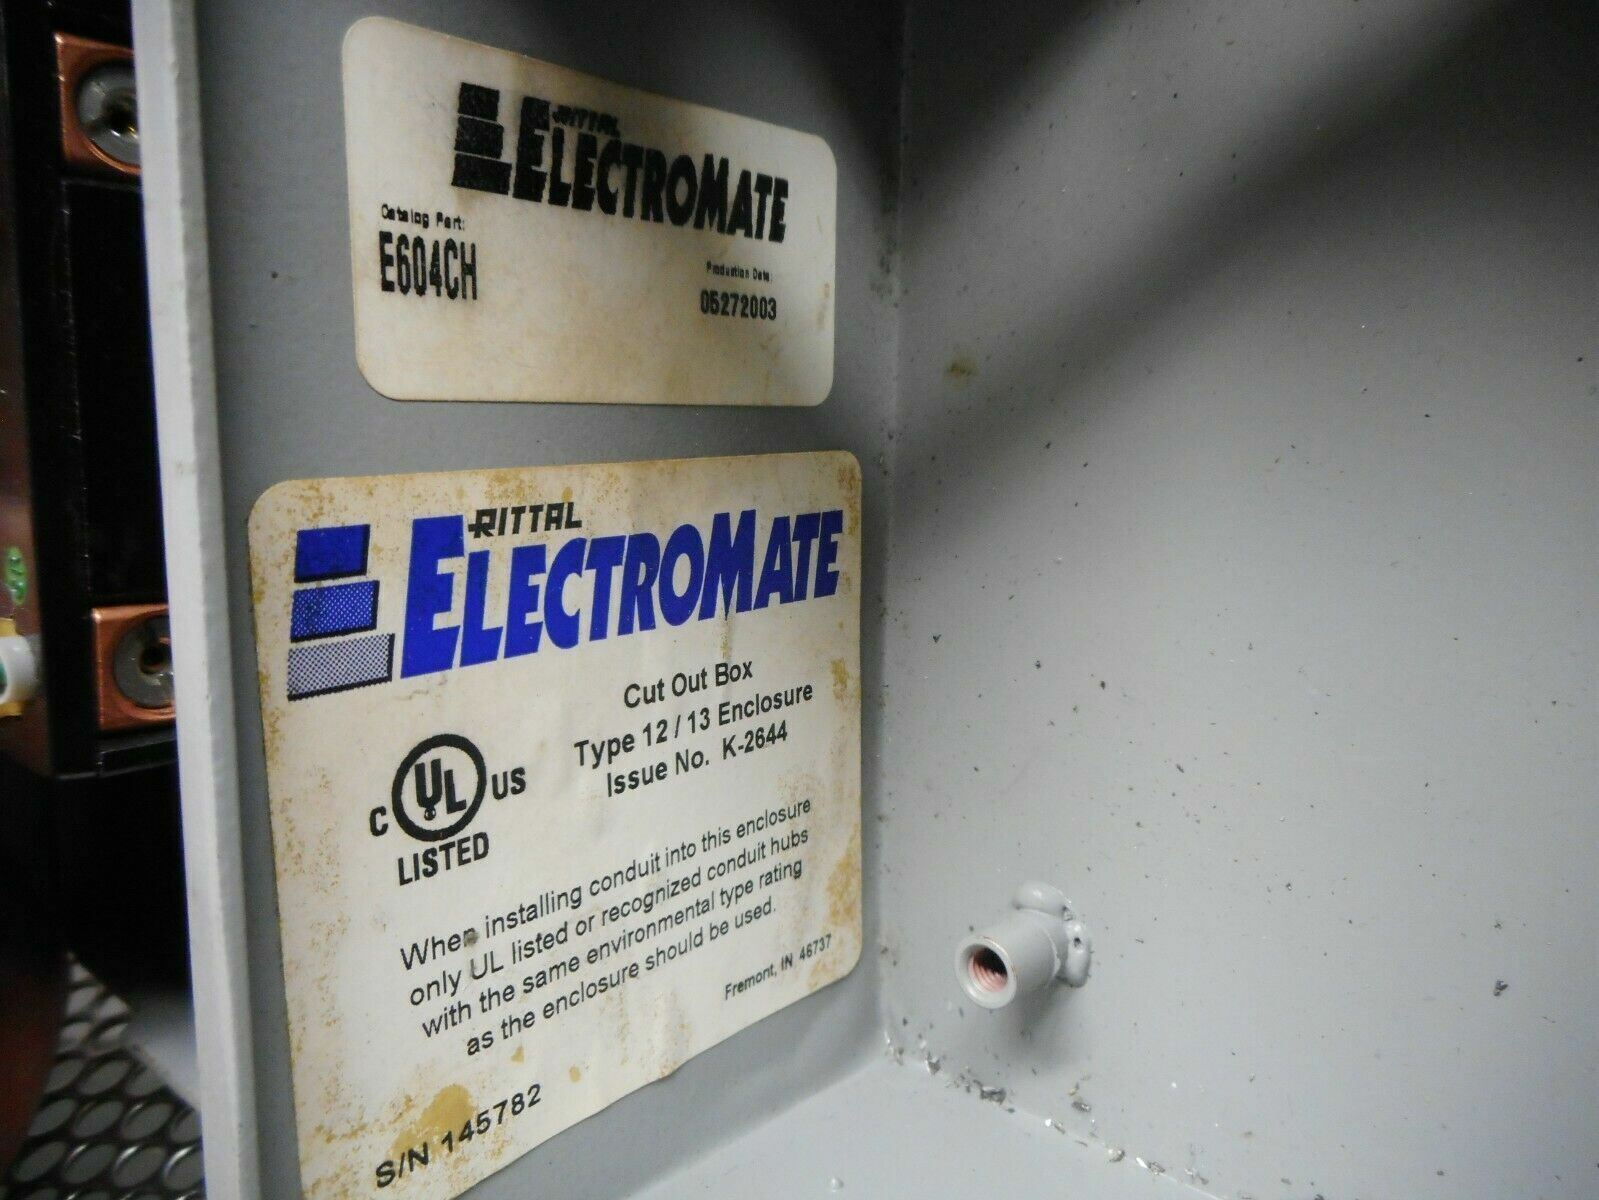 RITTAL
ELECTROMATE
Catalog Part:
E604CH
Production Date:
05272003
RITTAL
ELECTROMATE
Cut Out Box
Type 12 / 13 Enclosure
Issue No. K-2644
C UL US
LISTED
When installing conduit into this enclosure
only UL listed or recognized conduit hubs
with the same environmental type rating
as the enclosure should be used.
Fremont, IN 46737
S/N 145782